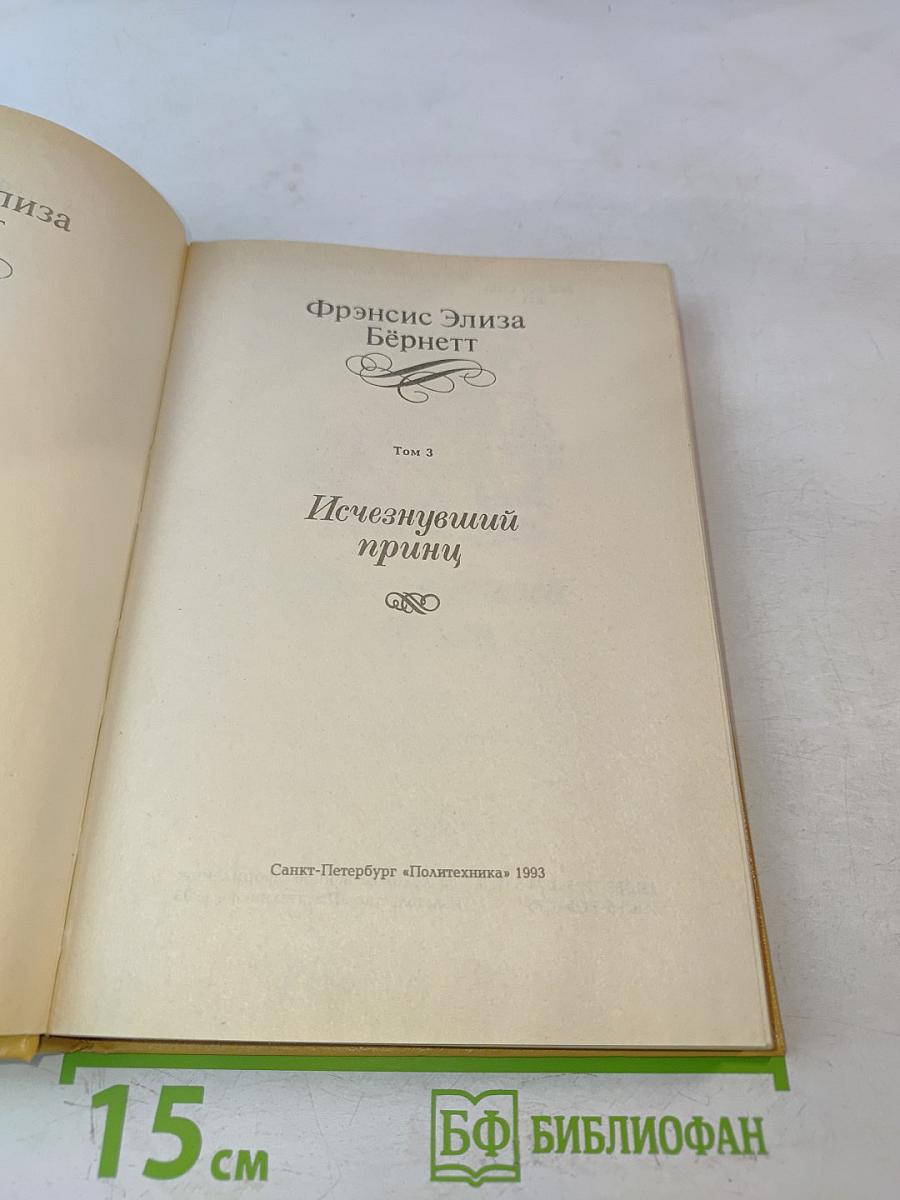 лиза
Фрэнсис Элиза
Бёрнетт
Том 3
Исчезнувший
принц
Санкт-Петербург «Политехника» 1993
15 см
БФ БИБЛИОФАН